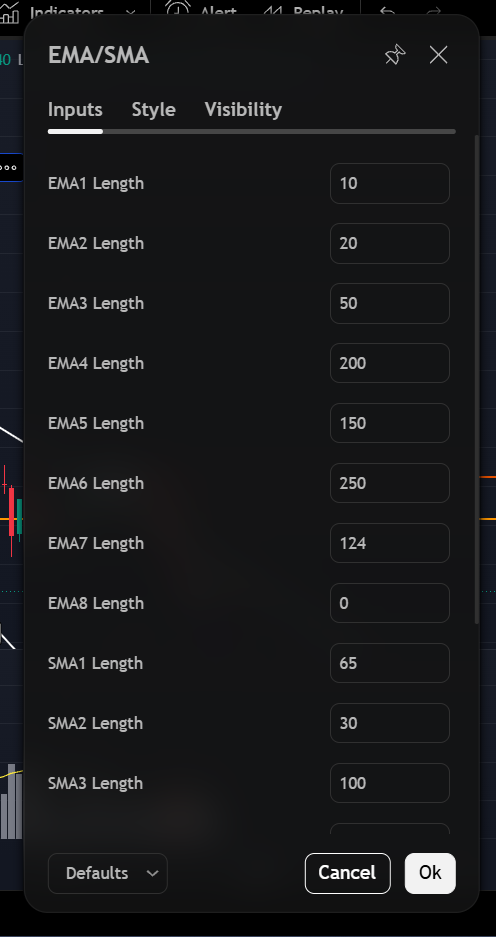 Indicators Alert Replay
40 L
EMA/SMA
Inputs Style Visibility
EMA1 Length 10
EMA2 Length 20
EMA3 Length 50
EMA4 Length 200
EMA5 Length 150
EMA6 Length 250
EMA7 Length 124
EMA8 Length 0
SMA1 Length 65
SMA2 Length 30
SMA3 Length 100
Defaults Cancel Ok